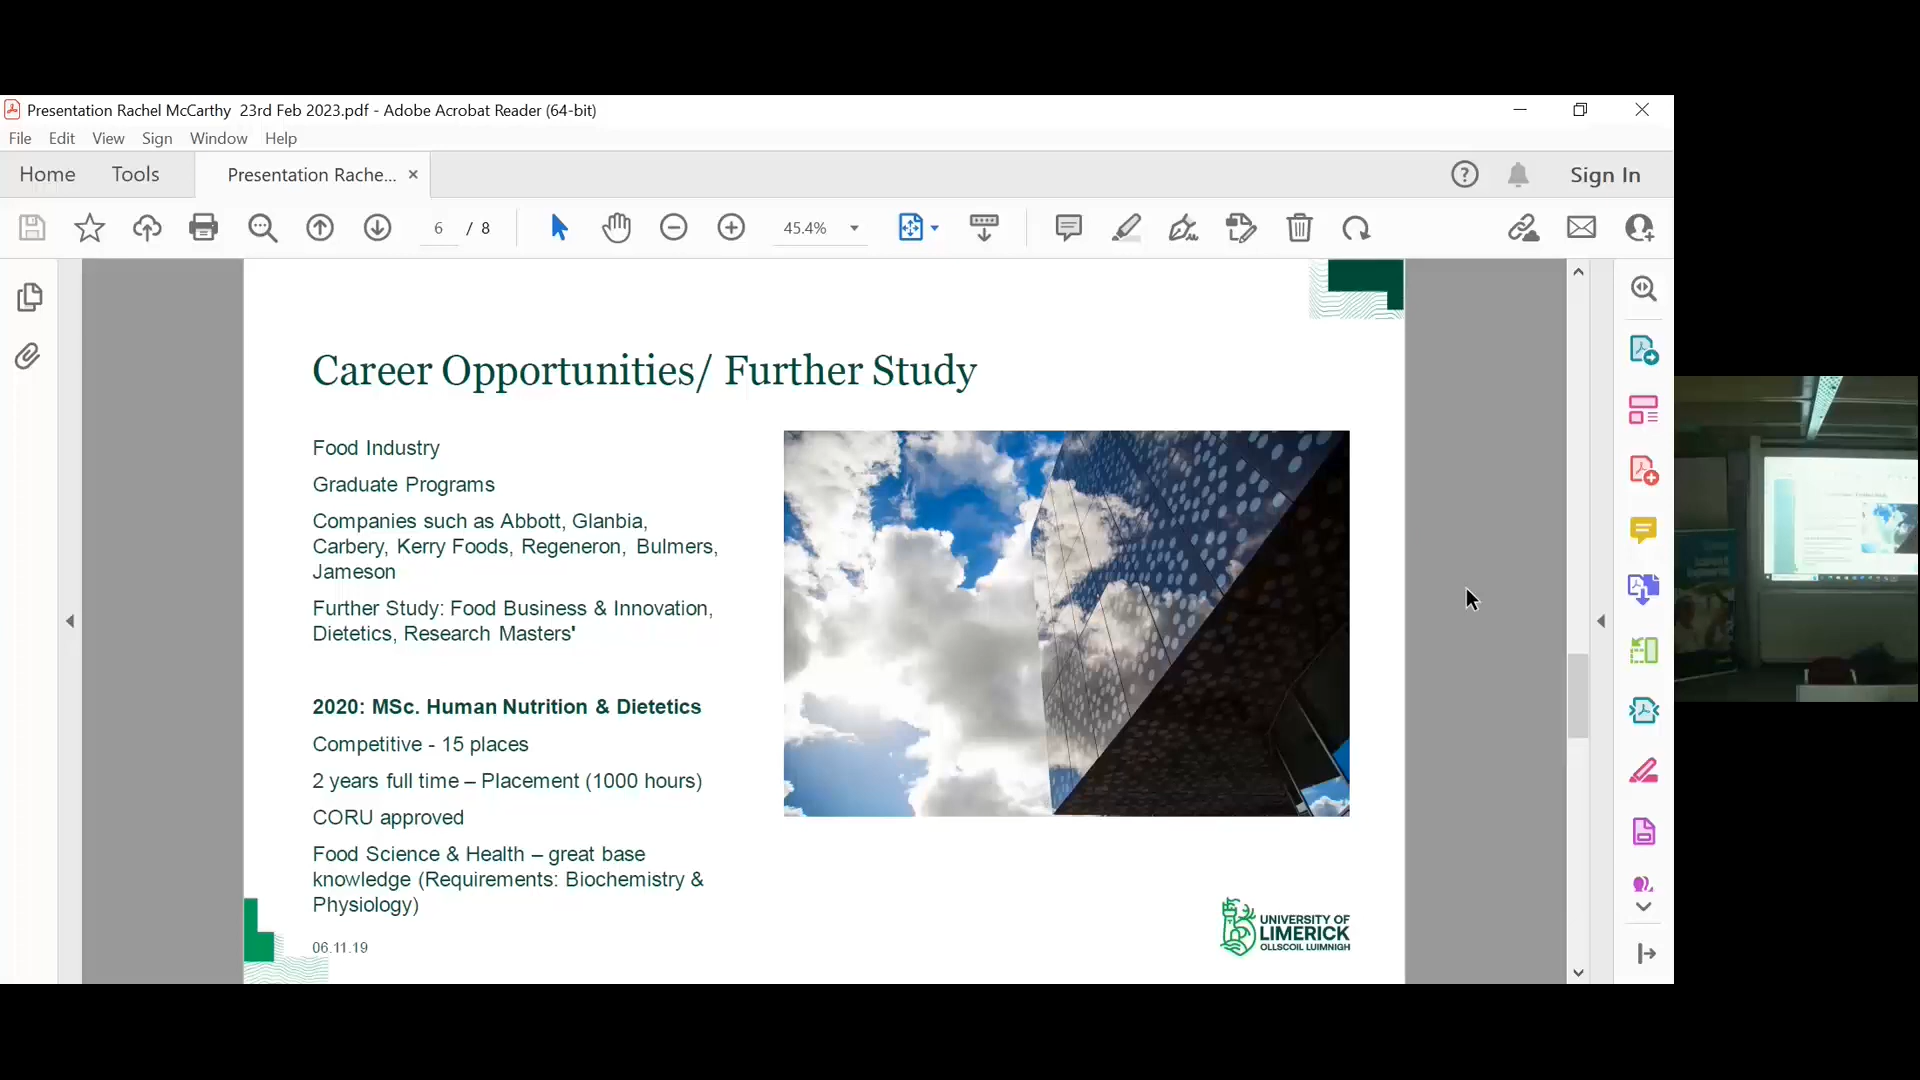 Presentation Rachel McCarthy  23rd Feb 2023.pdf - Adobe Acrobat Reader (64-bit)
File Edit View Sign Window Help
Home Tools Presentation Rache... Sign In
6 / 8 45.4%
Career Opportunities/ Further Study
Food Industry
Graduate Programs
Companies such as Abbott, Glanbia,
Carbery, Kerry Foods, Regeneron, Bulmers,
Jameson
Further Study: Food Business & Innovation,
Dietetics, Research Masters'
2020: MSc. Human Nutrition & Dietetics
Competitive - 15 places
2 years full time – Placement (1000 hours)
CORU approved
Food Science & Health – great base
knowledge (Requirements: Biochemistry &
Physiology)
06.11.19
UNIVERSITY OF
LIMERICK
OLLSCOIL LUIMNIGH